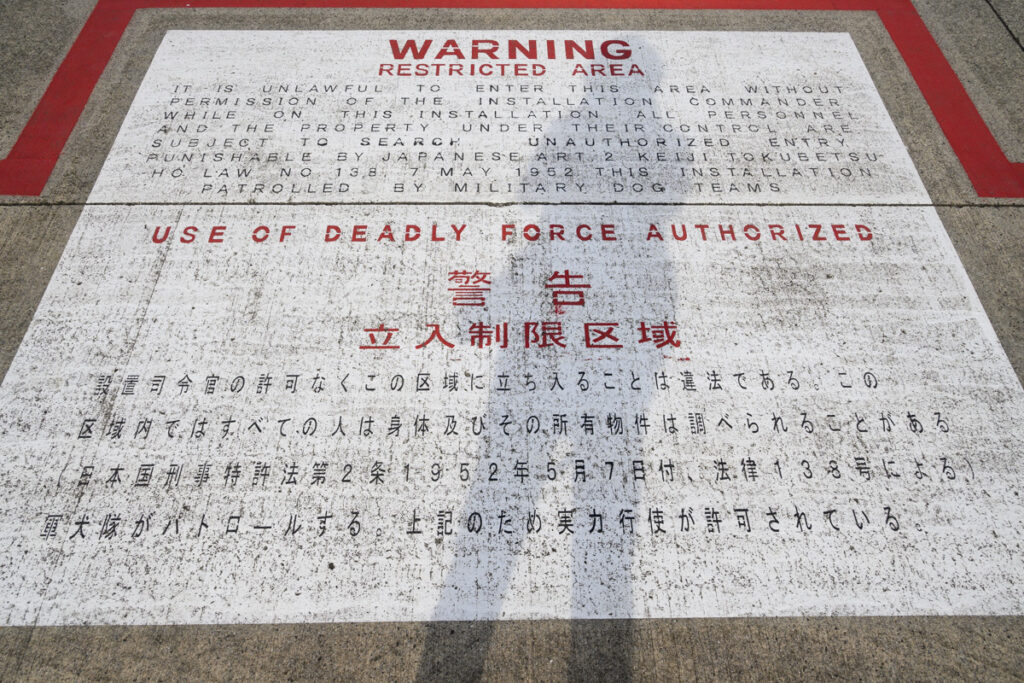 WARNING
RESTRICTED AREA
IT IS UNLAWFUL TO ENTER THIS AREA WITHOUT
PERMISSION OF THE INSTALLATION COMMANDER
WHILE ON THIS INSTALLATION ALL PERSONNEL
AND THE PROPERTY UNDER THEIR CONTROL ARE
SUBJECT TO SEARCH UNAUTHORIZED ENTRY
PUNISHABLE BY JAPANESE ART. 2 KEIJI TOKUBETSU-
HO LAW NO 138, 7 MAY 1952 THIS INSTALLATION
PATROLLED BY MILITARY DOG TEAMS
USE OF DEADLY FORCE AUTHORIZED
警告
立入制限区域
設置司令官の許可なくこの区域に立ち入ることは違法である。この
区域内ではすべての人は身体及びその所有物件は調べられることがある
(日本国刑事特許法第2条1952年5月7日付、法律138号による)
軍犬隊がパトロールする。上記のため実力行使が許可されている。